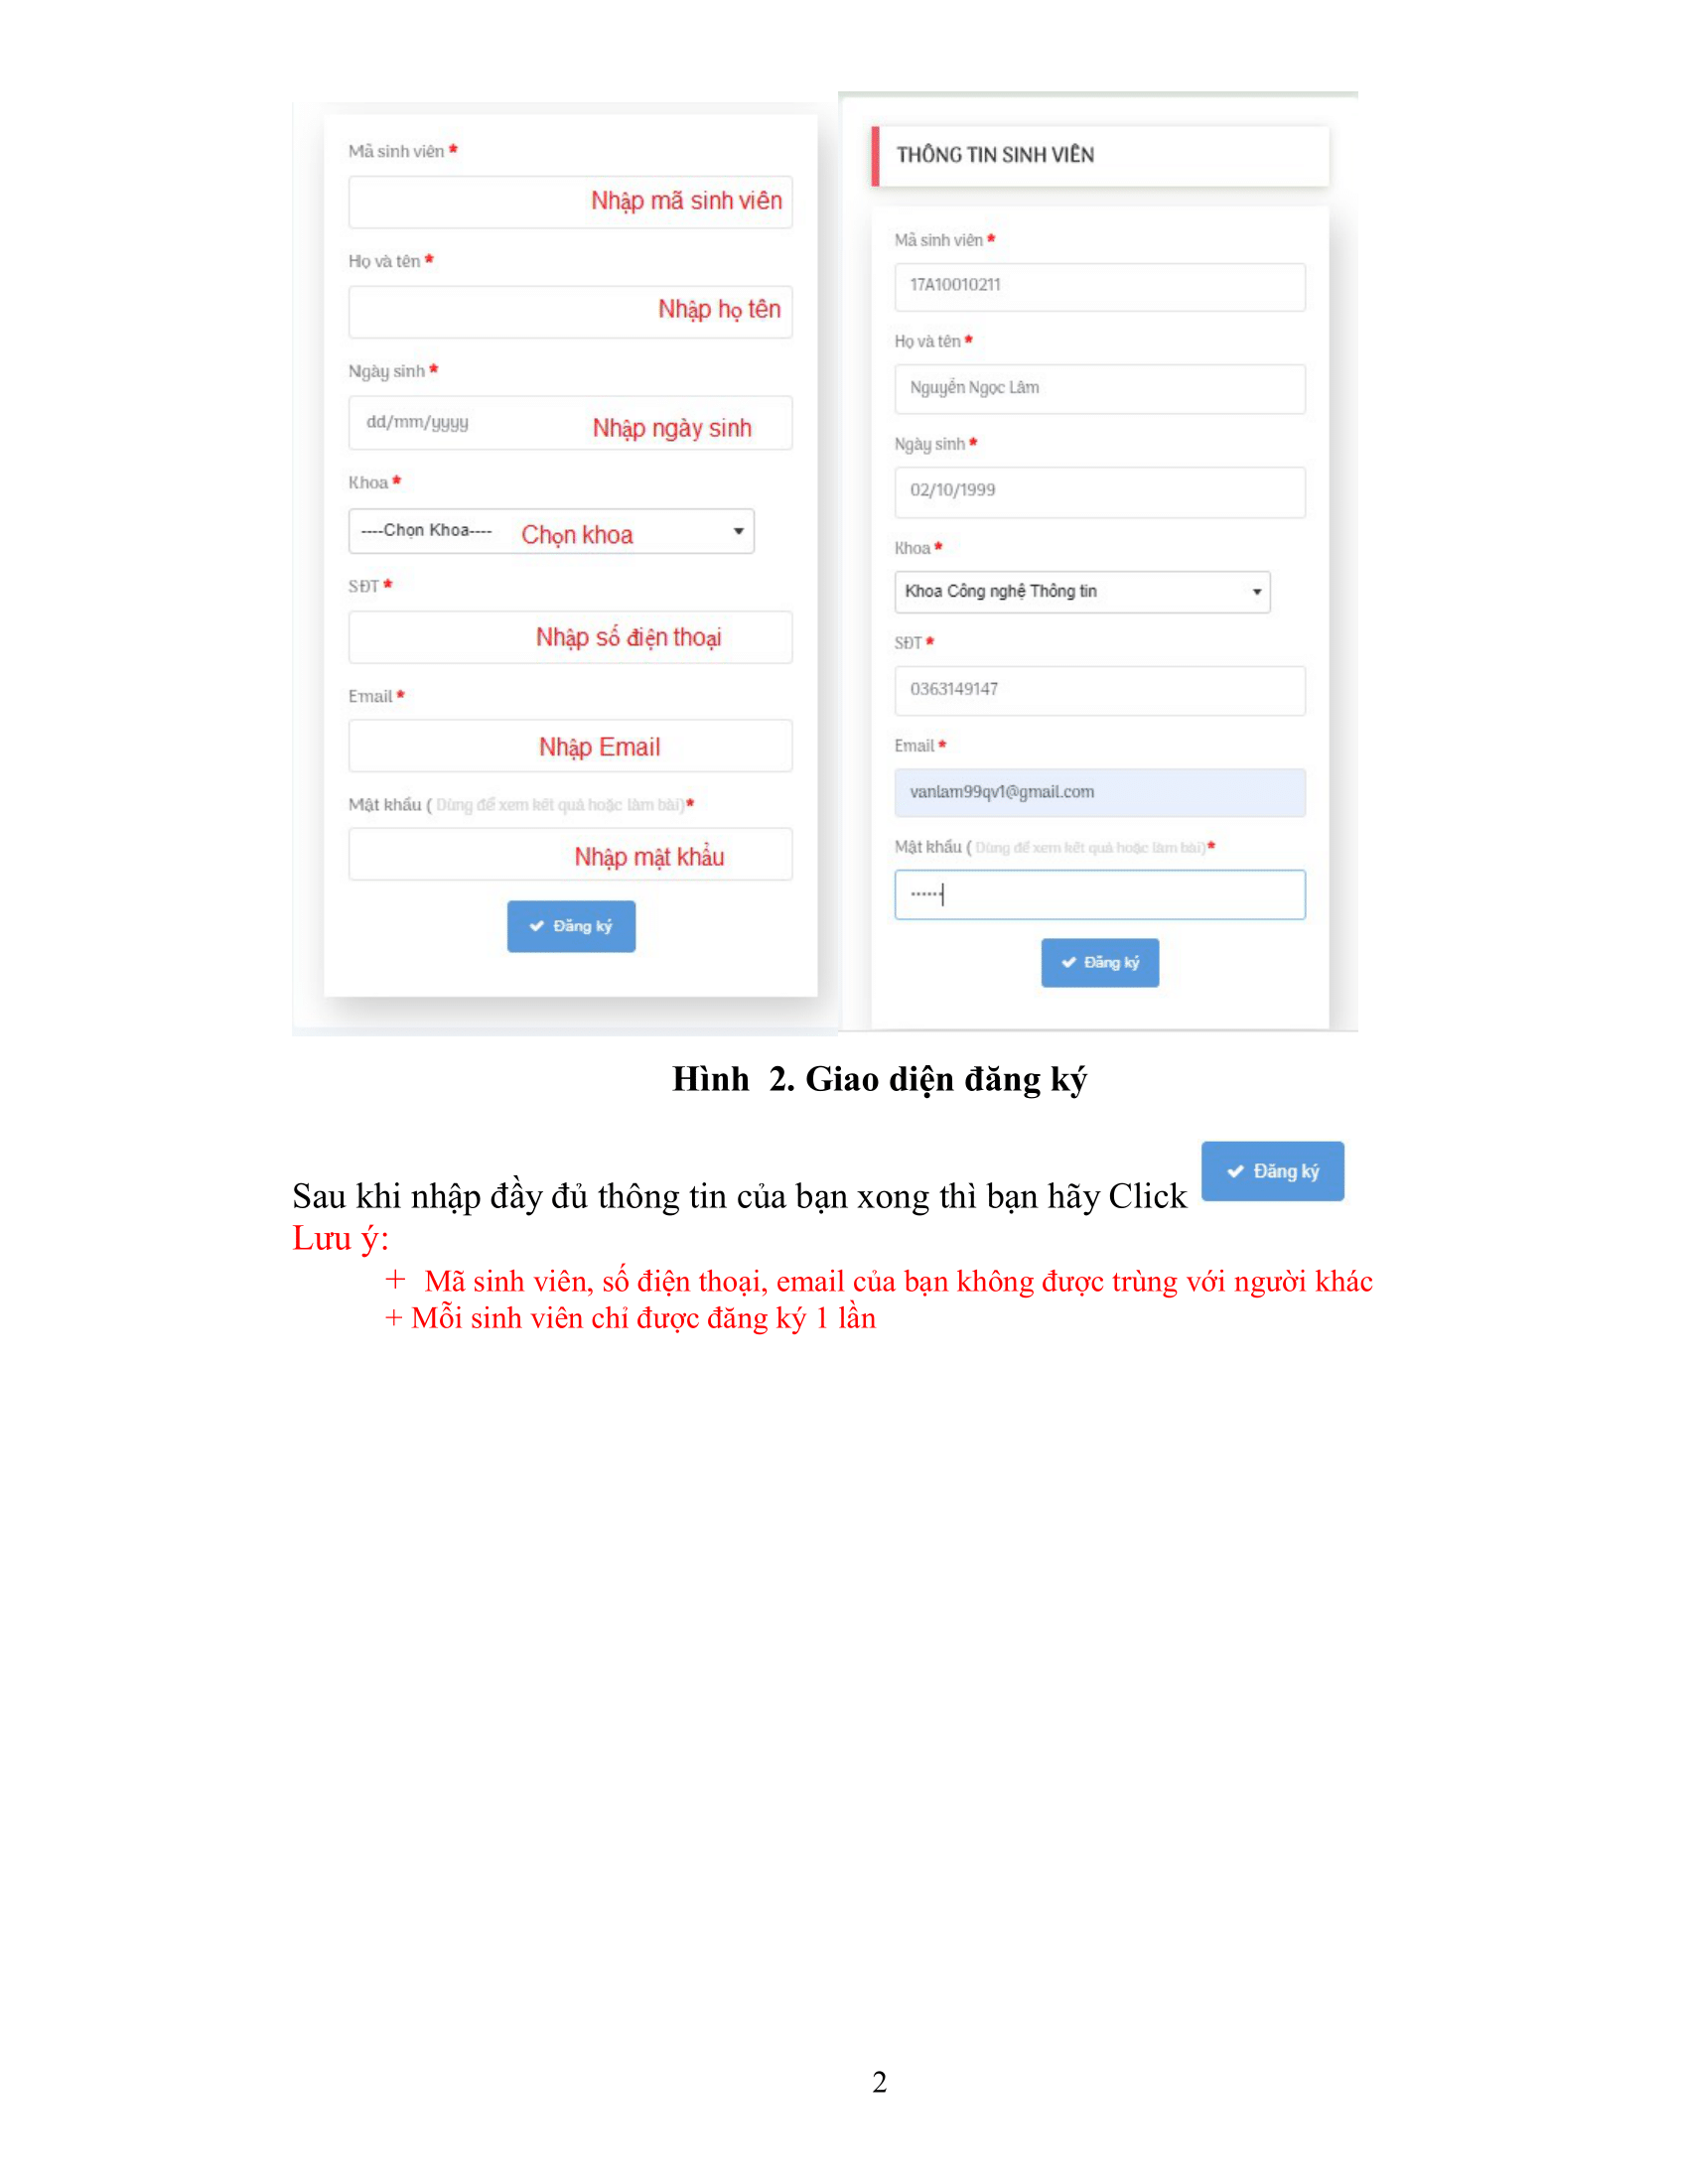 Mã sinh viên *
Nhập mã sinh viên
Họ và tên *
Nhập họ tên
Ngày sinh *
dd/mm/yyyy Nhập ngày sinh
Khoa *
----Chọn Khoa---- Chọn khoa
SĐT *
Nhập số điện thoại
Email *
Nhập Email
Mật khẩu ( Dùng để xem kết quả hoặc làm bài)*
Nhập mật khẩu
Đăng ký
THÔNG TIN SINH VIÊN
Mã sinh viên *
17A10010211
Họ và tên *
Nguyễn Ngọc Lâm
Ngày sinh *
02/10/1999
Khoa *
Khoa Công nghệ Thông tin
SĐT *
0363149147
Email *
vanlam99qv1@gmail.com
Mật khẩu ( Dùng để xem kết quả hoặc làm bài)*
······
Đăng ký
Hình 2. Giao diện đăng ký
Sau khi nhập đầy đủ thông tin của bạn xong thì bạn hãy Click Đăng ký
Lưu ý:
+ Mã sinh viên, số điện thoại, email của bạn không được trùng với người khác
+ Mỗi sinh viên chỉ được đăng ký 1 lần
2